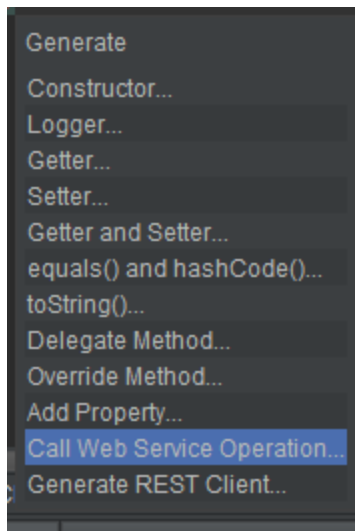 Generate
Constructor...
Logger...
Getter...
Setter...
Getter and Setter...
equals() and hashCode()...
toString()...
Delegate Method...
Override Method...
Add Property...
Call Web Service Operation...
Generate REST Client...